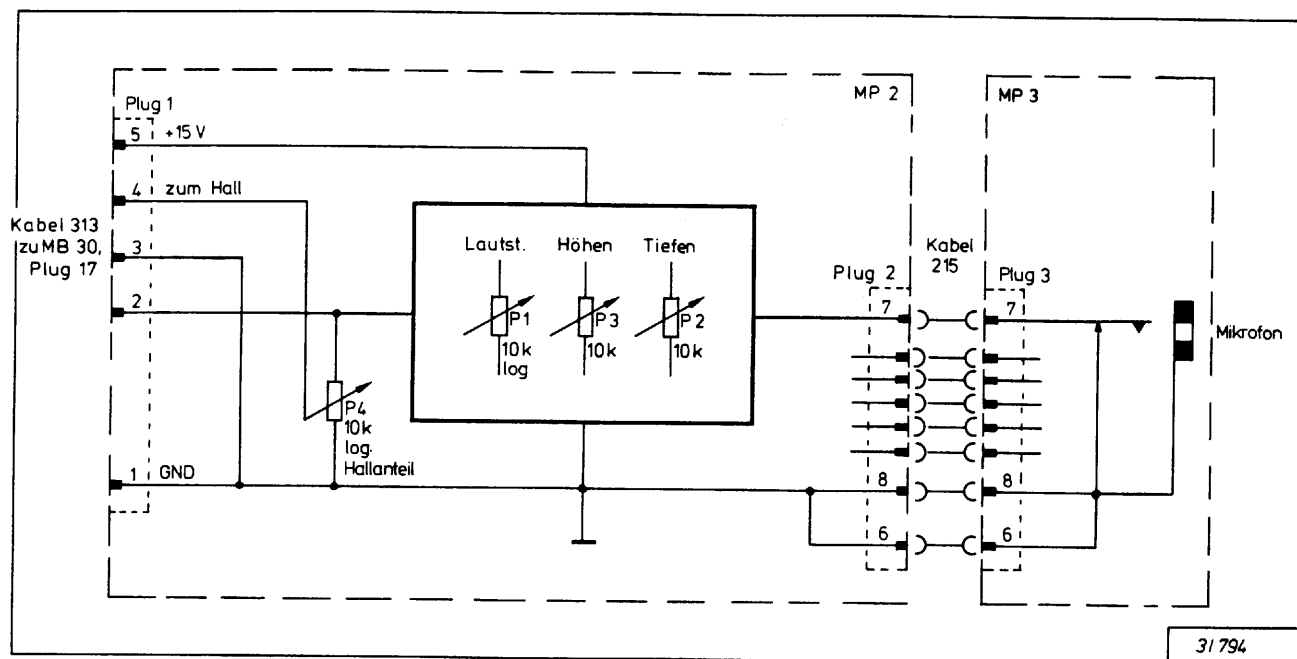 MP 2
MP 3
Plug 1
5 +15 V
4 zum Hall
Kabel 313
zu MB 30,
Plug 17
3
2
1 GND
Lautst.
Höhen
Tiefen
P1
10k
log
P3
10k
P2
10k
P4
10k
log.
Hallanteil
Kabel
215
Plug 2
Plug 3
7
7
8
8
6
6
Mikrofon
31794